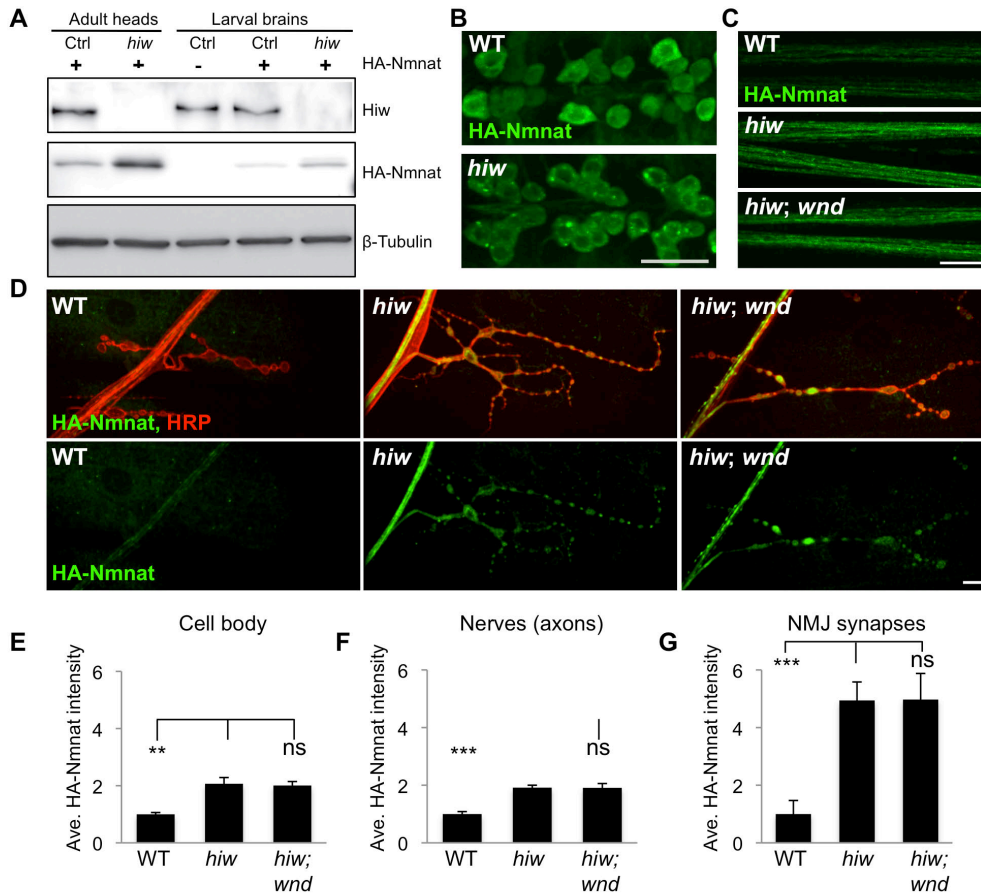 A
Adult heads Larval brains
Ctrl hiw Ctrl Ctrl hiw
+ + - + + HA-Nmnat
Hiw
HA-Nmnat
β-Tubulin
B
WT
HA-Nmnat
hiw
C
WT
HA-Nmnat
hiw
hiw; wnd
D
WT hiw hiw; wnd
HA-Nmnat, HRP
WT hiw hiw; wnd
HA-Nmnat
E
Cell body
Ave. HA-Nmnat intensity
6
4
2
0
** ns
WT hiw hiw;
wnd
F
Nerves (axons)
Ave. HA-Nmnat intensity
6
4
2
0
*** ns
WT hiw hiw;
wnd
G
NMJ synapses
Ave. HA-Nmnat intensity
6
4
2
0
*** ns
WT hiw hiw;
wnd